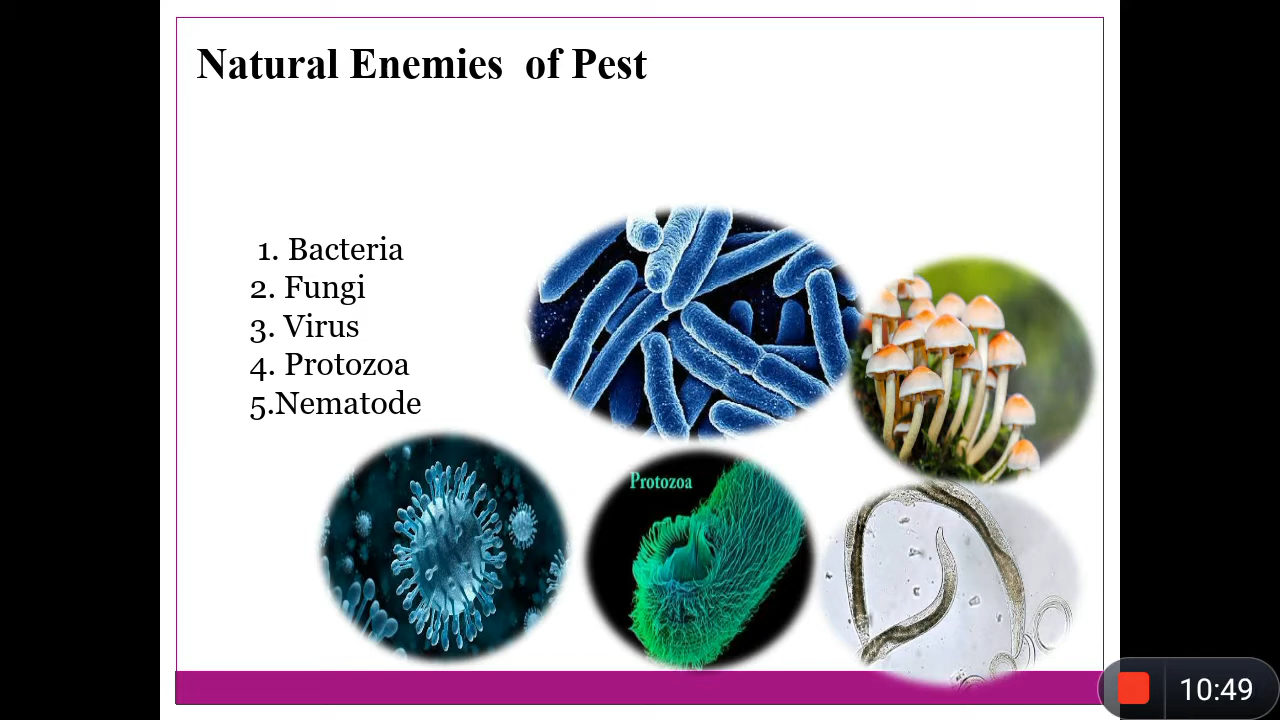 Natural Enemies  of Pest
1. Bacteria
2. Fungi
3. Virus
4. Protozoa
5.Nematode
Protozoa
10:49